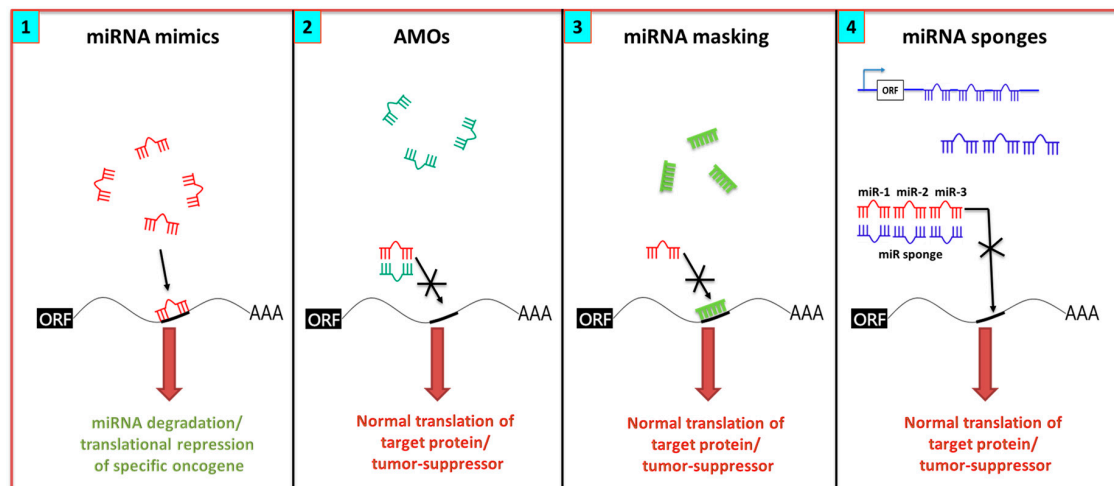 1
miRNA mimics
ORF
AAA
miRNA degradation/
translational repression
of specific oncogene
2
AMOs
ORF
AAA
Normal translation of
target protein/
tumor-suppressor
3
miRNA masking
ORF
AAA
Normal translation of
target protein/
tumor-suppressor
4
miRNA sponges
ORF
miR-1 miR-2 miR-3
miR sponge
ORF
AAA
Normal translation of
target protein/
tumor-suppressor